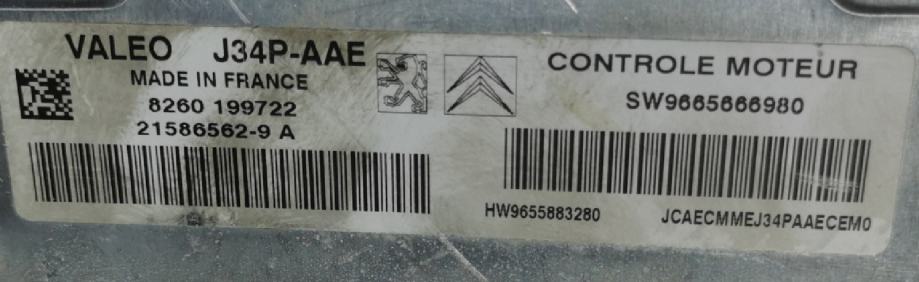 VALEO J34P-AAE
MADE IN FRANCE
8260 199722
21586562-9 A
CONTROLE MOTEUR
SW9665666980
HW9655883280 JCAECMMEJ34PAAECEM0